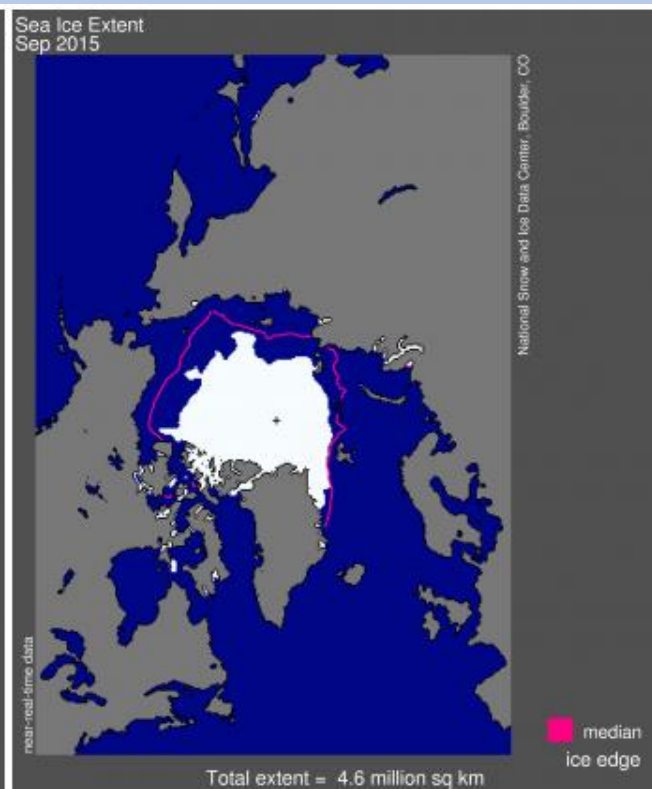 Sea Ice Extent
Sep 2015
National Snow and Ice Data Center, Boulder, CO
near-real-time data
median
ice edge
Total extent = 4.6 million sq km